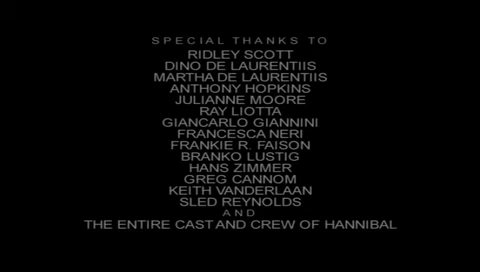 SPECIAL THANKS TO
RIDLEY SCOTT
DINO DE LAURENTIIS
MARTHA DE LAURENTIIS
ANTHONY HOPKINS
JULIANNE MOORE
RAY LIOTTA
GIANCARLO GIANNINI
FRANCESCA NERI
FRANKIE R. FAISON
BRANKO LUSTIG
HANS ZIMMER
GREG CANNOM
KEITH VANDERLAAN
SLED REYNOLDS
AND
THE ENTIRE CAST AND CREW OF HANNIBAL